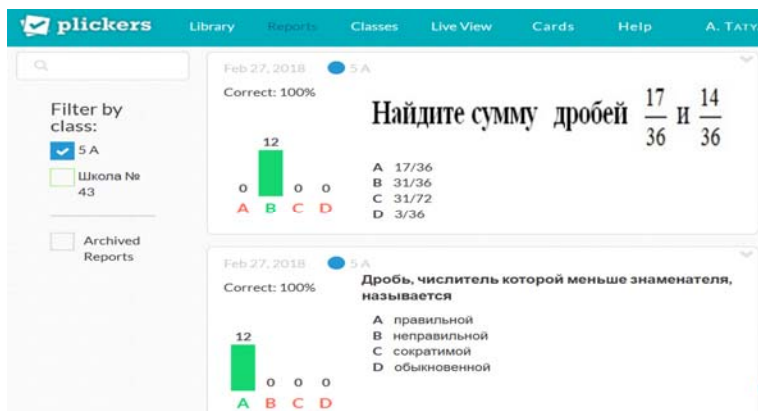 plickers Library Reports Classes Live View Cards Help A. TATY
Filter by
class:
5 A
Школа №
43
Archived
Reports
Feb 27, 2018 5 A
Correct: 100%
12
0 0 0
A B C D
Найдите сумму дробей 17/36 и 14/36
A 17/36
B 31/36
C 31/72
D 3/36
Feb 27, 2018 5 A
Correct: 100%
12
0 0 0
A B C D
Дробь, числитель которой меньше знаменателя,
называется
A правильной
B неправильной
C сократимой
D обыкновенной